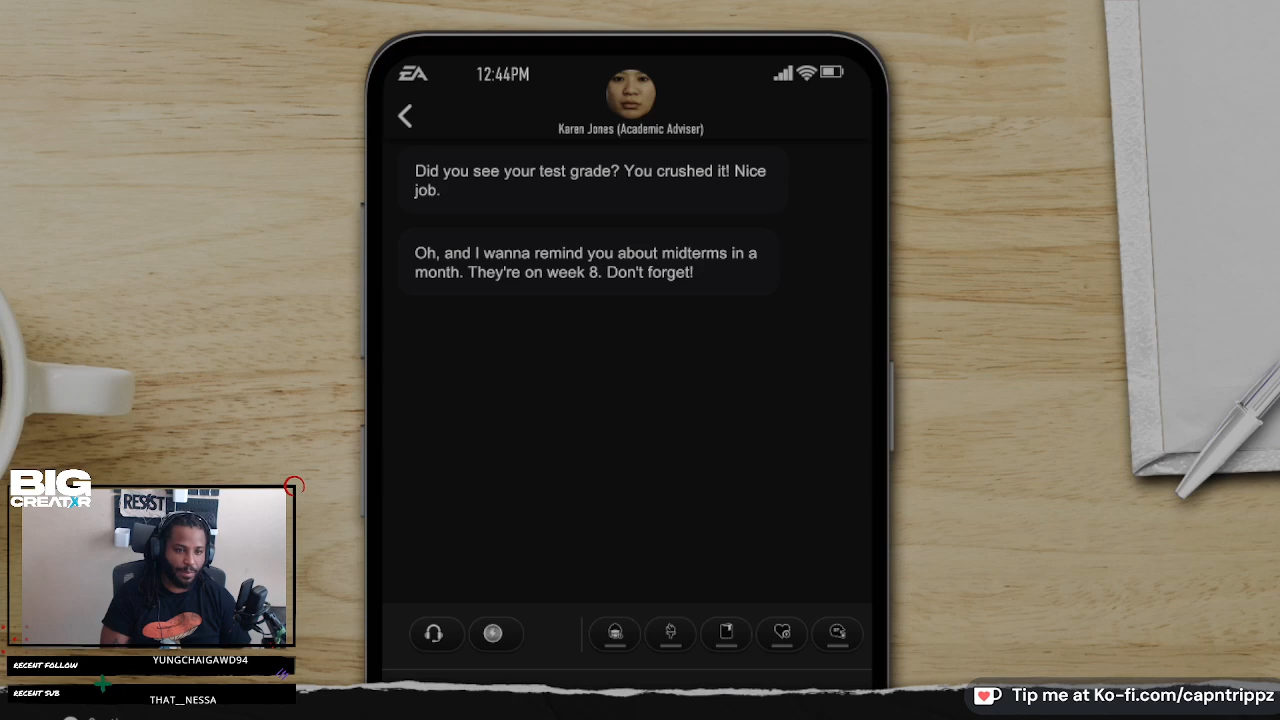 EA
12:44PM
Karen Jones (Academic Adviser)
Did you see your test grade? You crushed it! Nice
job.
Oh, and I wanna remind you about midterms in a
month. They're on week 8. Don't forget!
BIG
CREATXR
RESIST
RECENT FOLLOW
YUNGCHAIGAWD94
RECENT SUB
THAT__NESSA
Tip me at Ko-fi.com/capntrippz